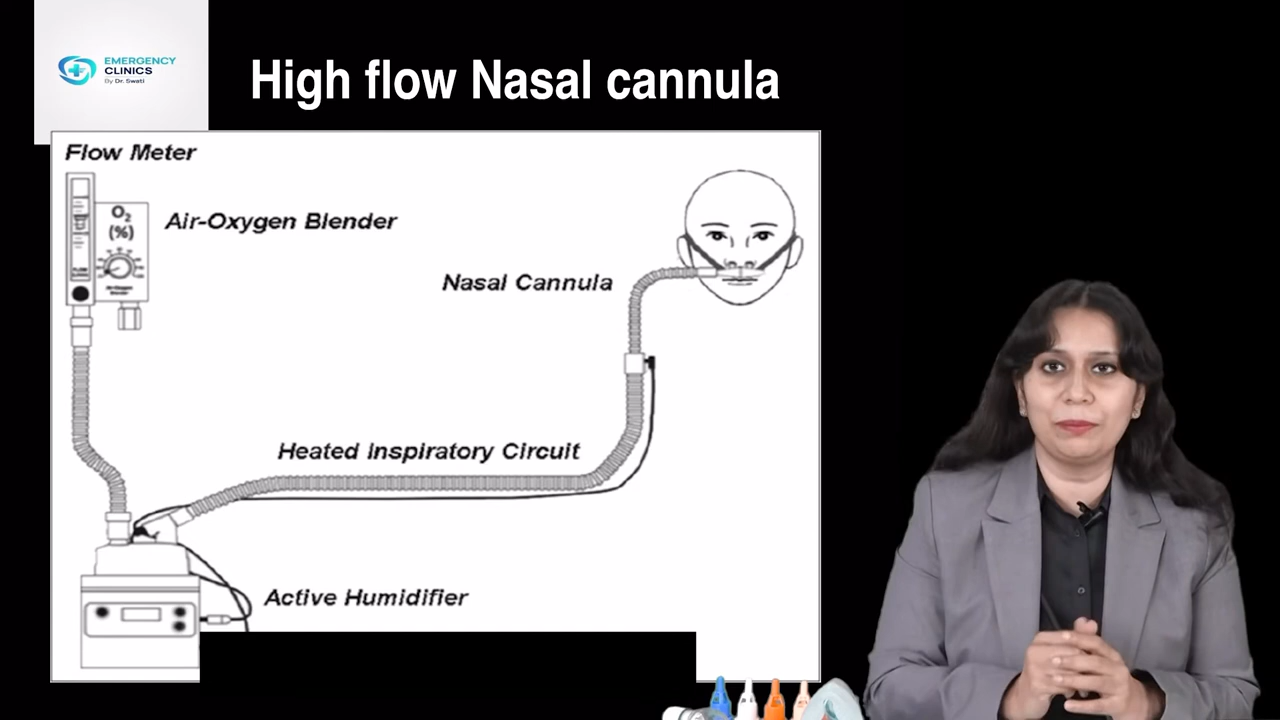 EMERGENCY
CLINICS
By Dr. Swati
High flow Nasal cannula
Flow Meter
Air-Oxygen Blender
O2
(%)
Nasal Cannula
Heated Inspiratory Circuit
Active Humidifier